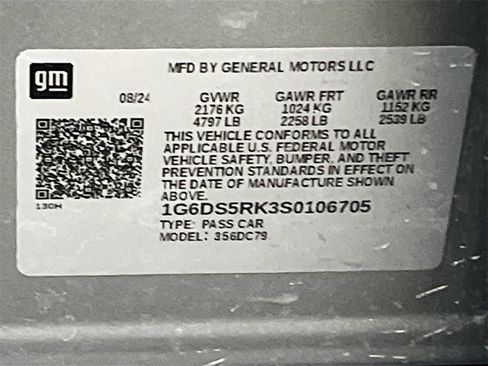 gm
MFD BY GENERAL MOTORS LLC
08/24 GVWR GAWR FRT GAWR RR
2176 KG 1024 KG 1152 KG
4797 LB 2258 LB 2539 LB
THIS VEHICLE CONFORMS TO ALL
APPLICABLE U.S. FEDERAL MOTOR
VEHICLE SAFETY, BUMPER, AND THEFT
PREVENTION STANDARDS IN EFFECT ON
THE DATE OF MANUFACTURE SHOWN
ABOVE.
13CH
1G6DS5RK3S0106705
TYPE: PASS CAR
MODEL: 356DC79